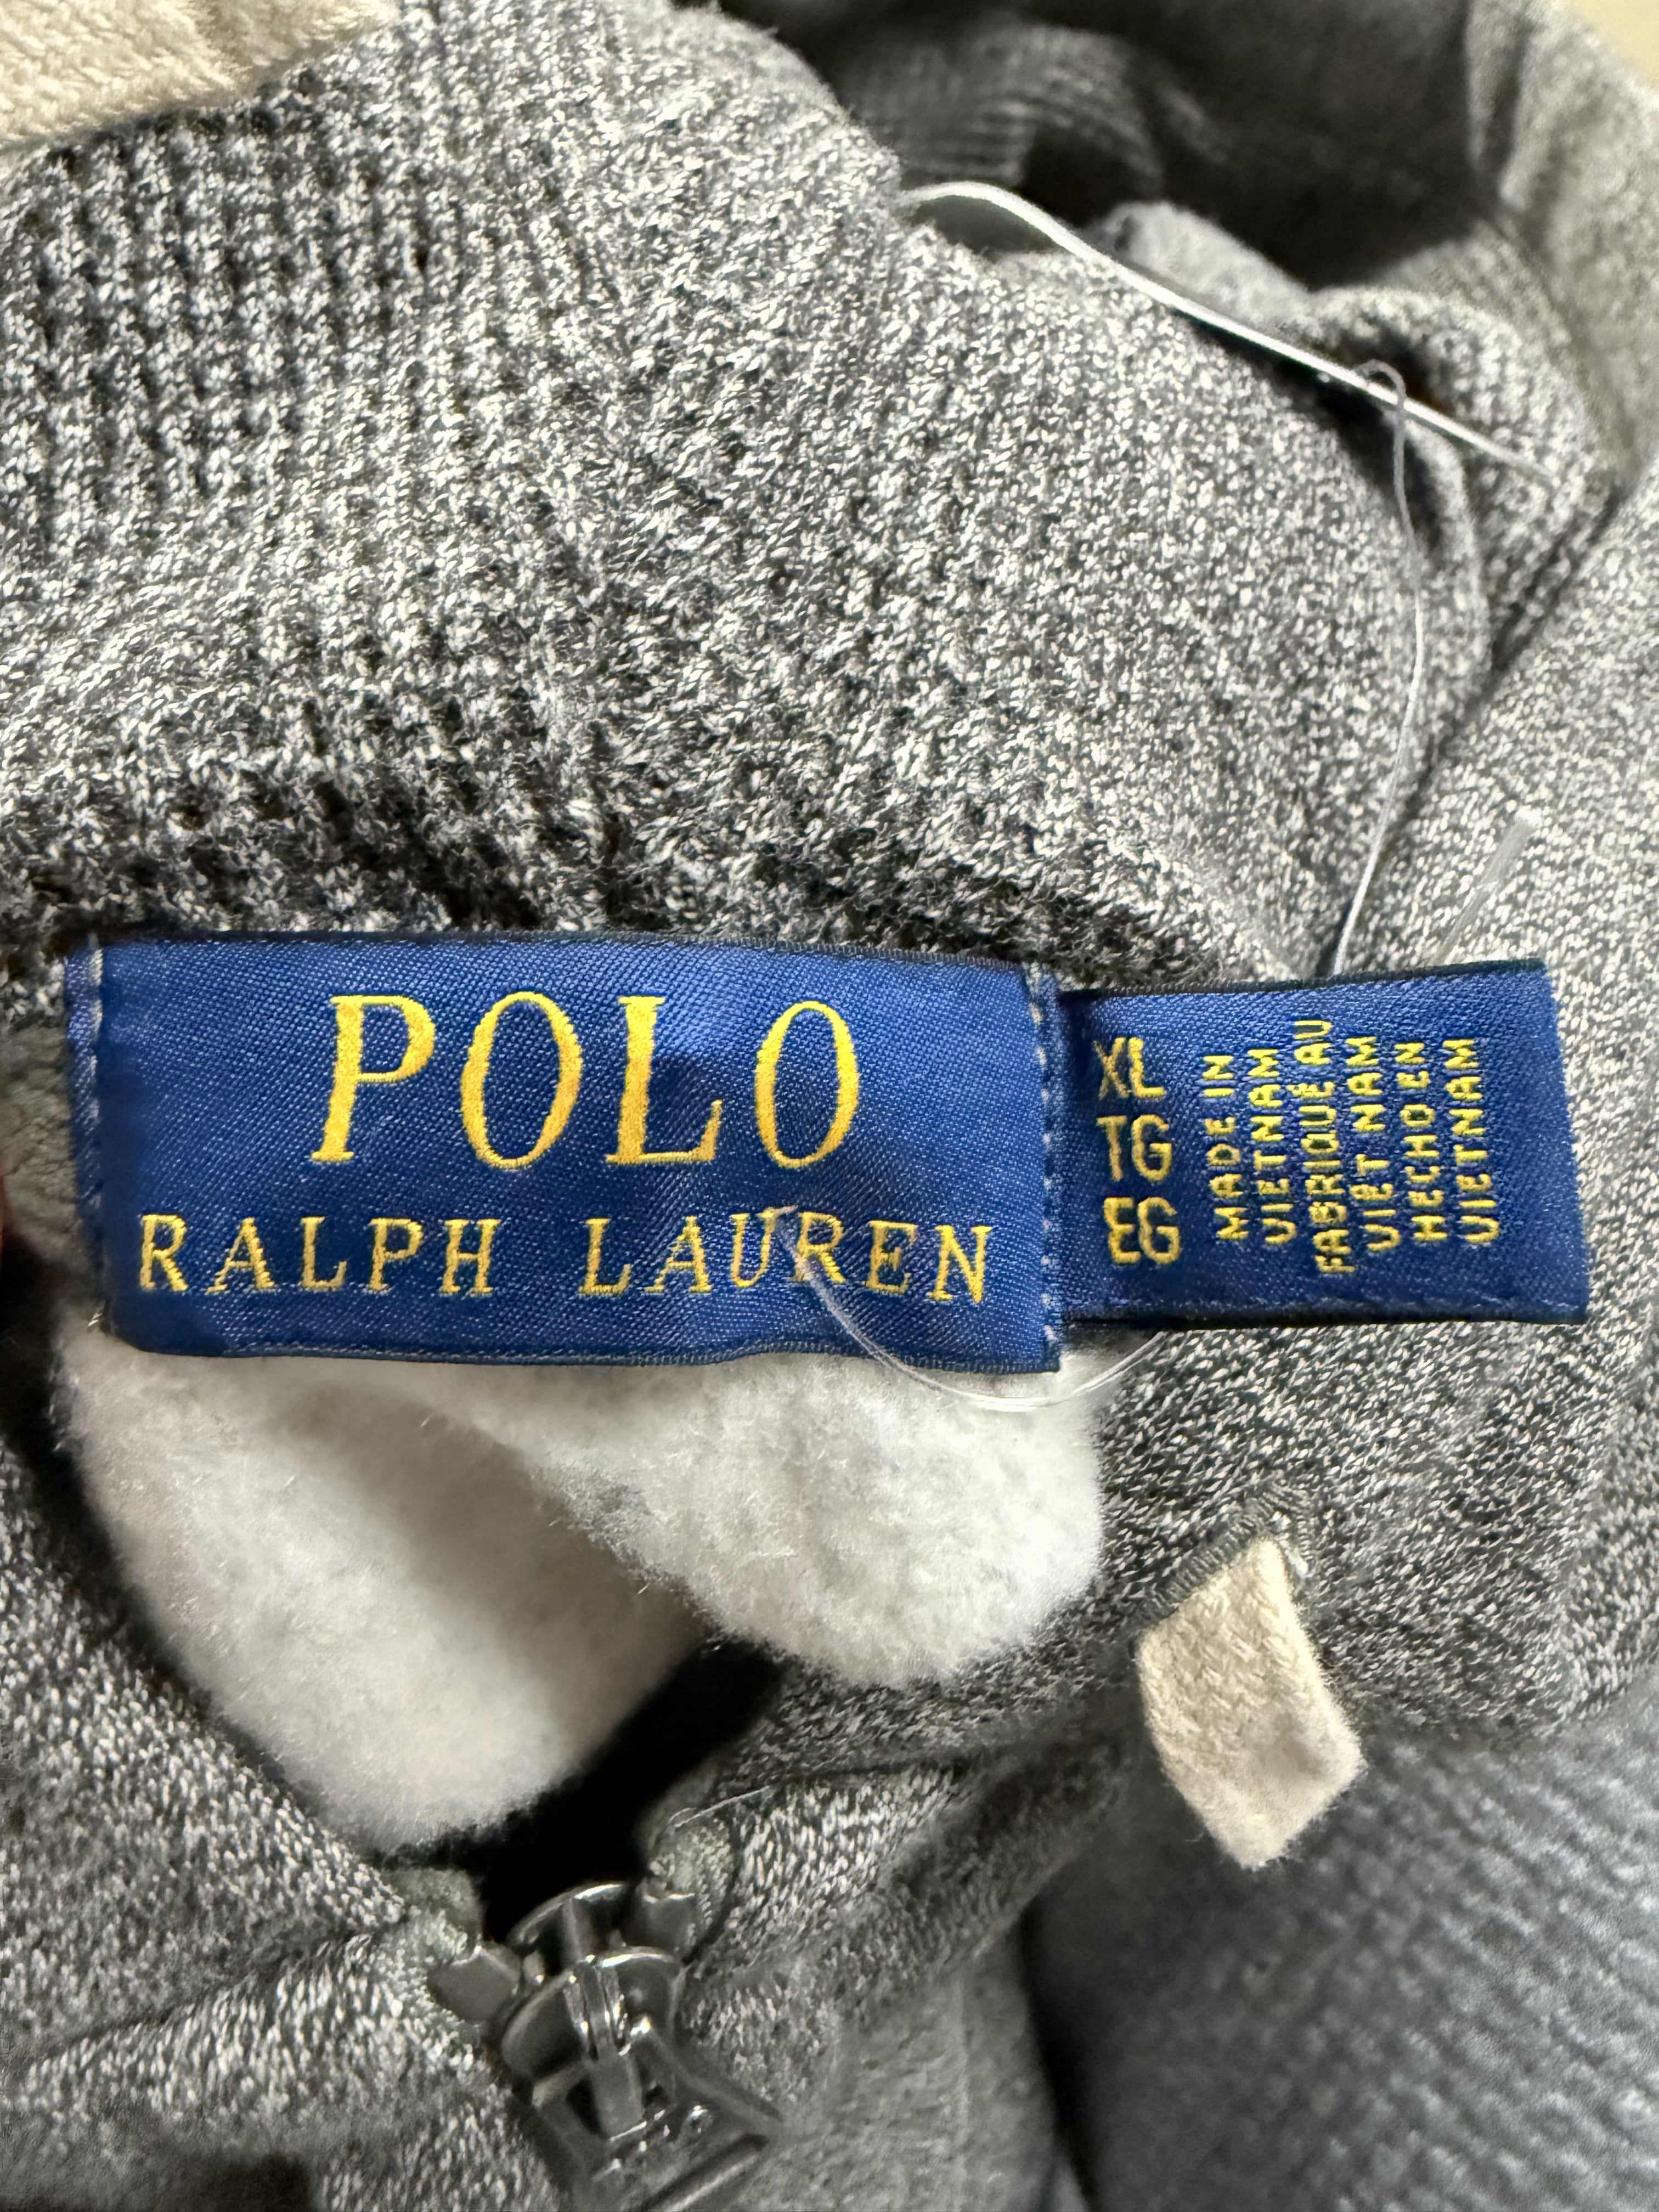 POLO
RALPH LAUREN
XL
TG
EG
MADE IN
VIETNAM
FABRIQUÉ AU
VIET NAM
HECHO EN
VIETNAM